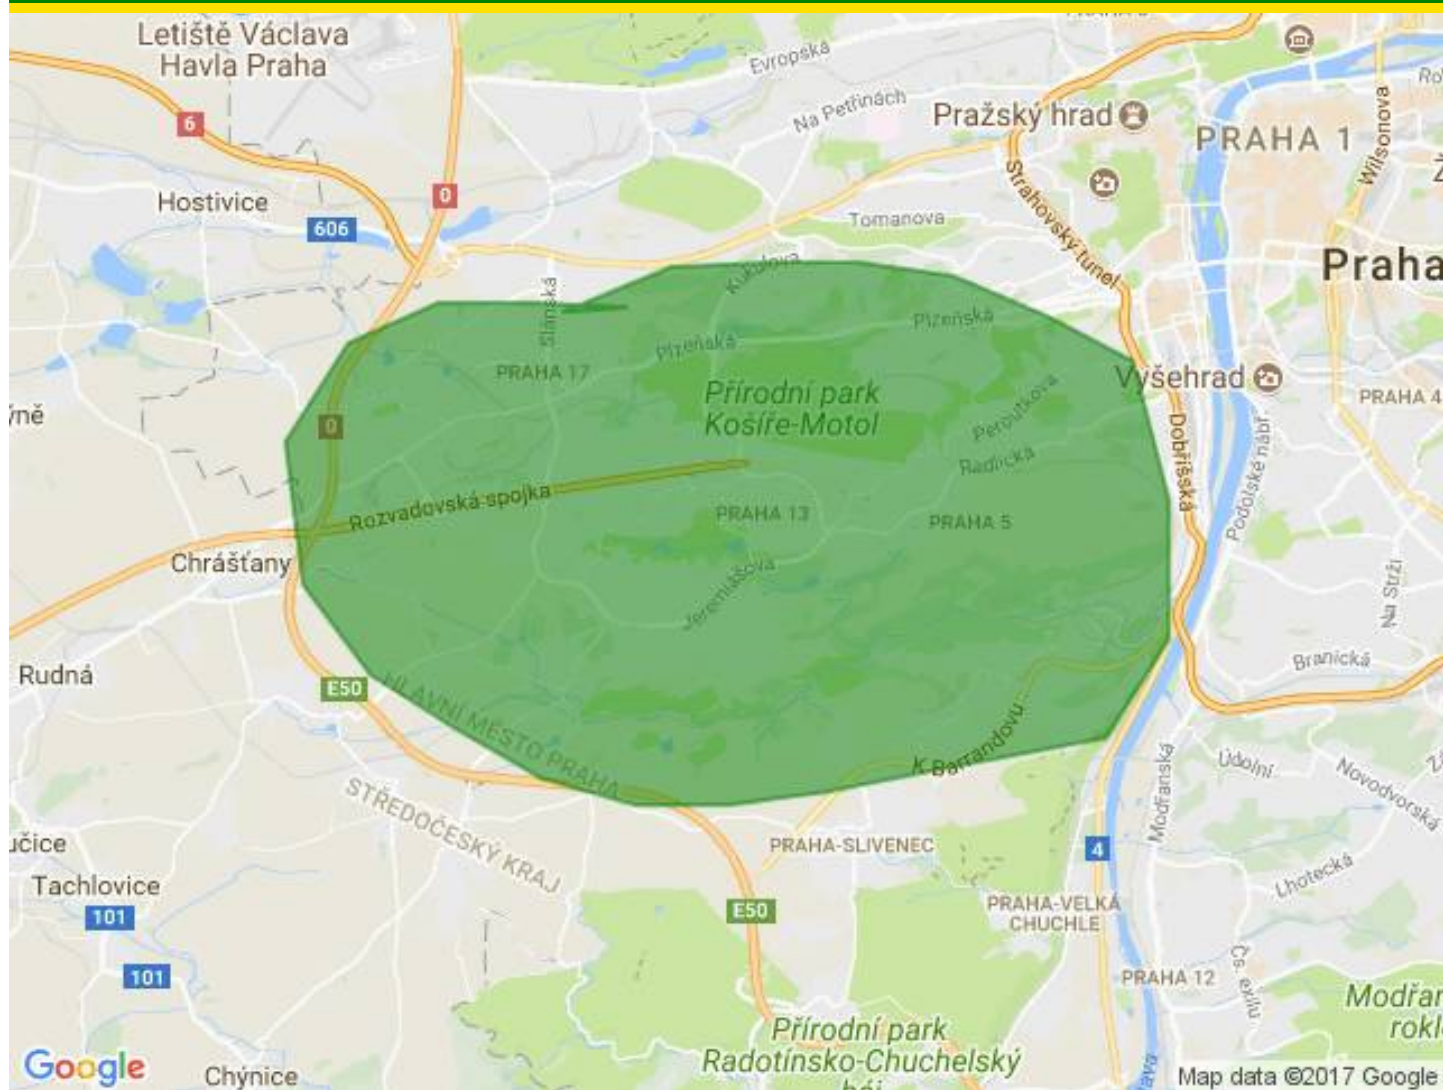 Evropská
Letiště Václava
Havla Praha
Na Petřinách
Pražský hrad
PRAHA 1
Wilsonova
6
0
Hostivice
606
Strahovský tunel
Tomanova
Praha
Kukulova
Slánská
Plzeňská
Plzeňská
PRAHA 17
Přírodní park
Košíře-Motol
Výšehrad
PRAHA 4
0
Peroutkova
Radlická
Dobříšská
Podolské nábř.
Rozvadovská spojka
PRAHA 13
PRAHA 5
Chrášťany
Jeremiášova
Na Strži
Rudná
E50
Branická
HLAVNÍ MĚSTO PRAHA
STŘEDOČESKÝ KRAJ
K Barrandovu
Modřanská
Údolní
Novodvorská
PRAHA-SLIVENEC
4
Tachlovice
101
E50
PRAHA-VELKÁ
CHUCHLE
Lhotecká
101
PRAHA 12
Čs. exilu
Přírodní park
Radotínsko-Chuchelský
Google
Chýnice
Map data ©2017 Google